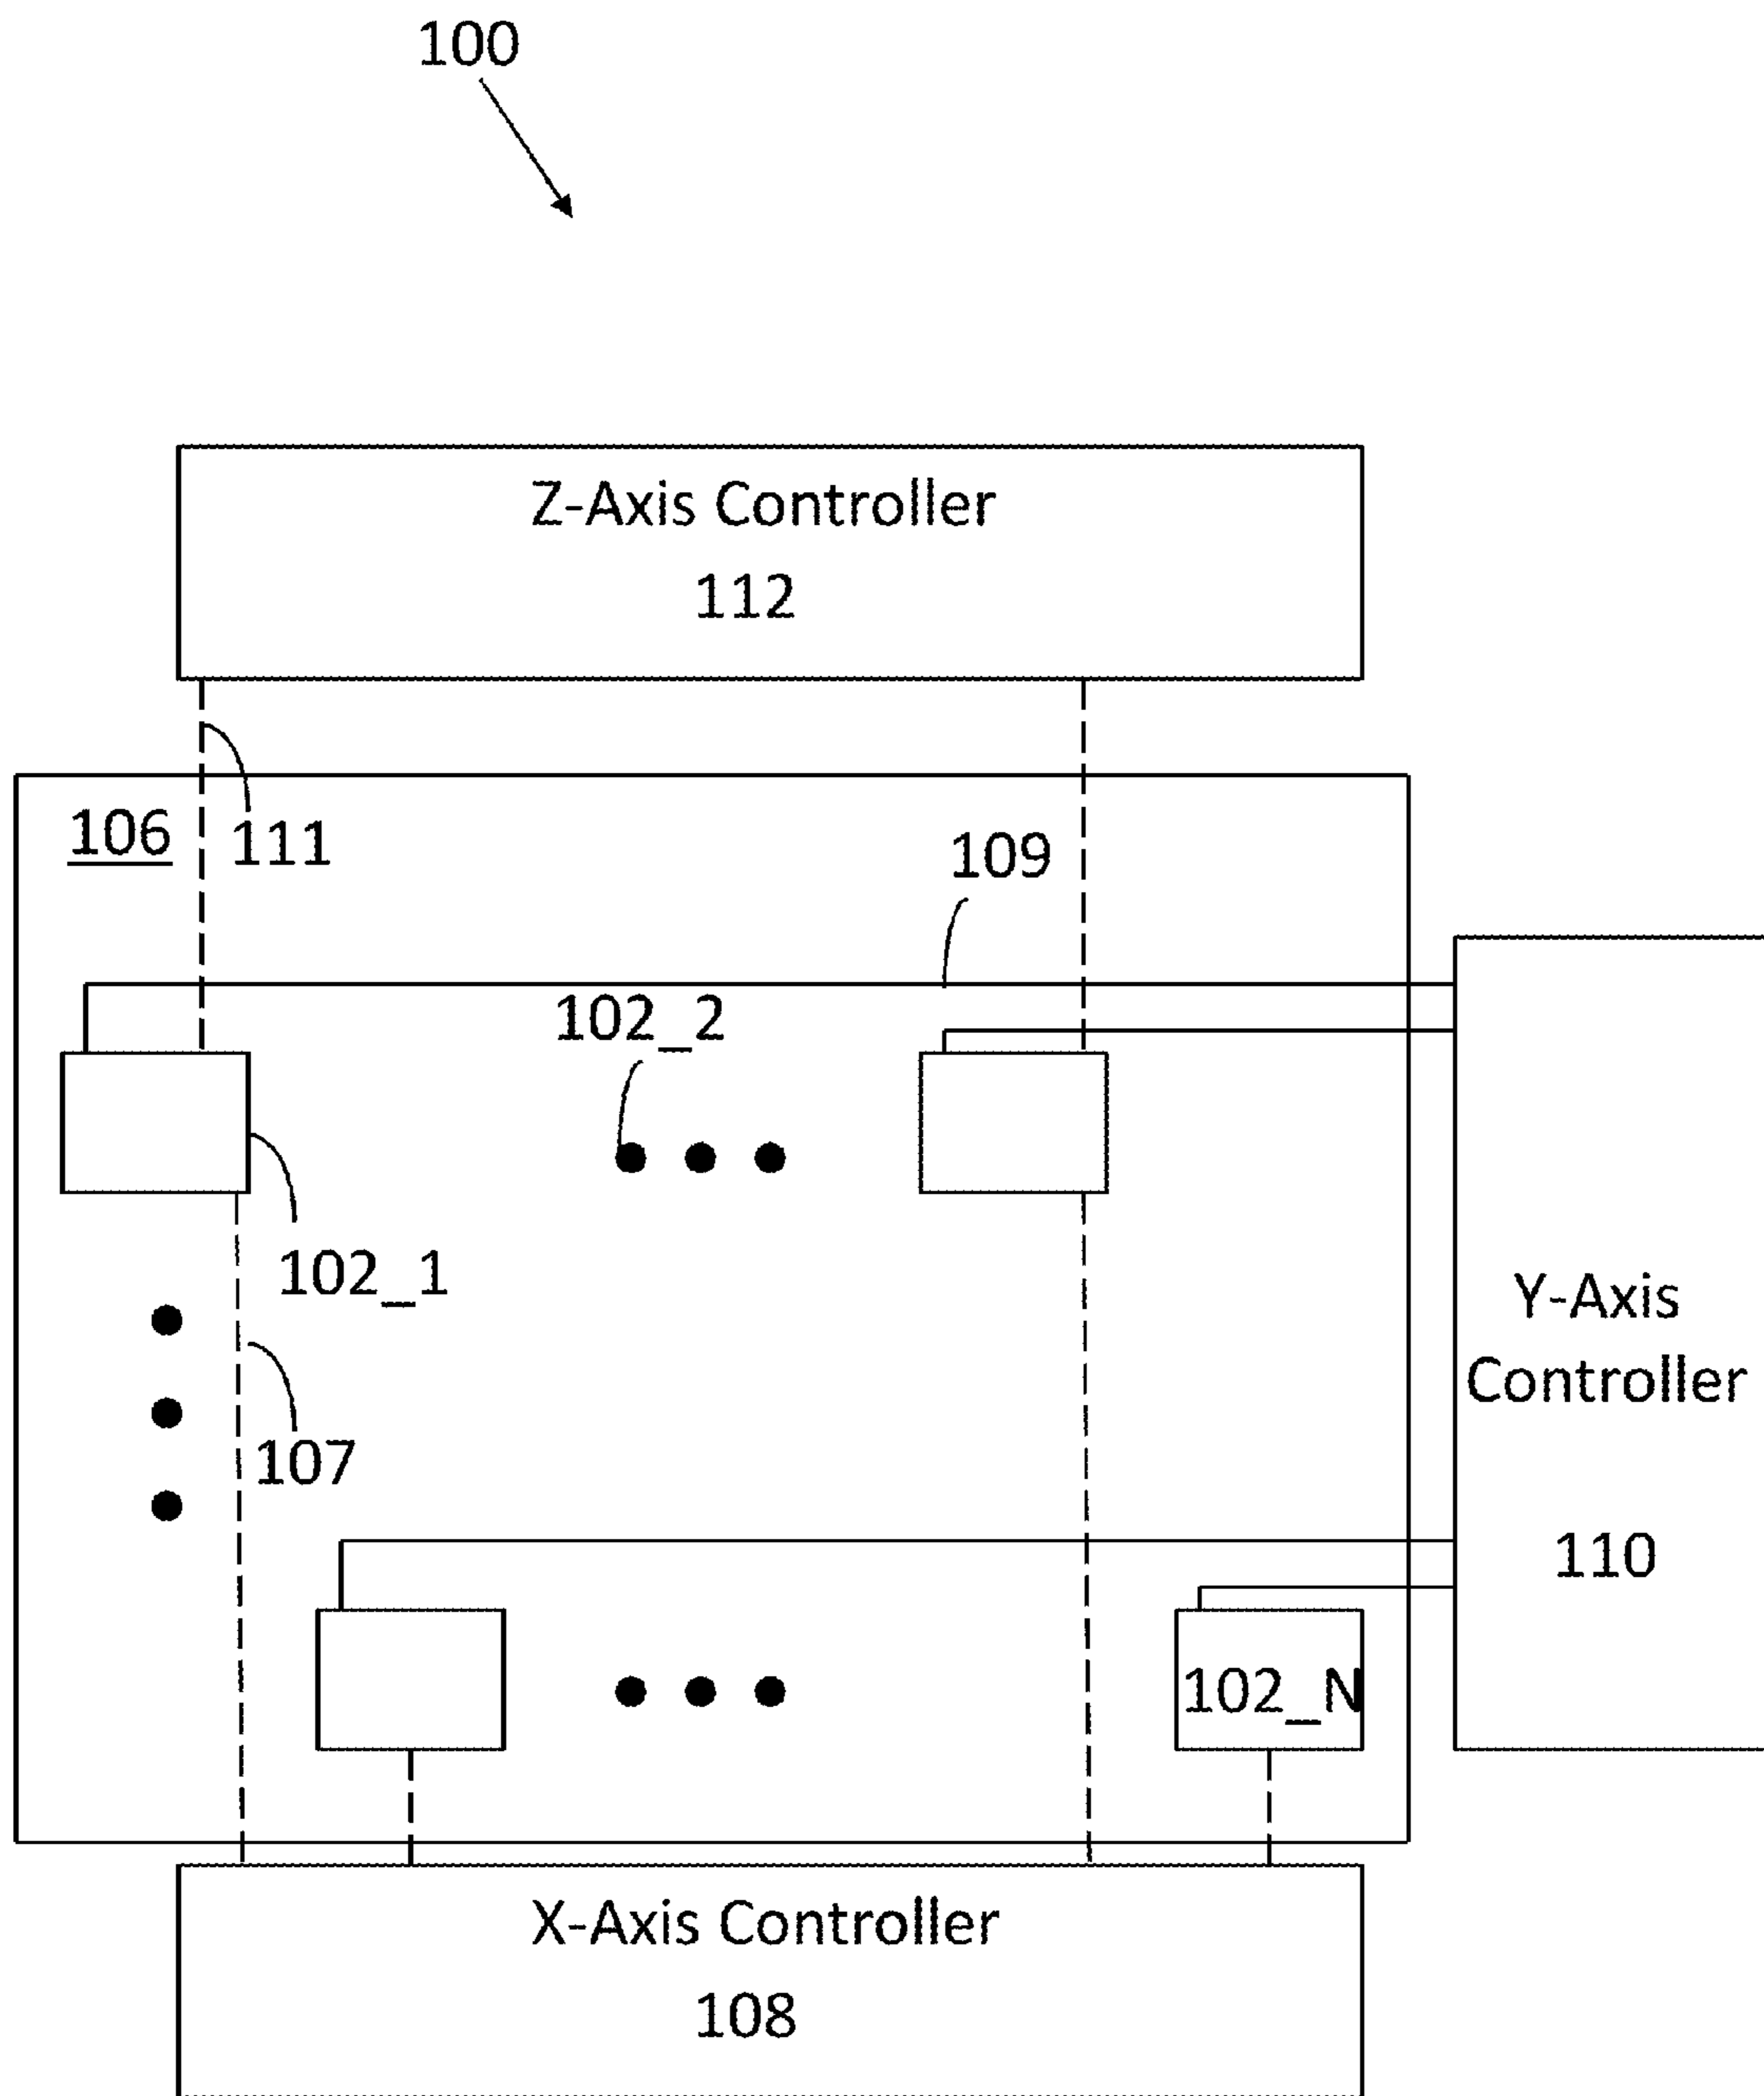 100
Z-Axis Controller
112
106
111
109
102_2
102_1
Y-Axis
Controller
107
110
102_N
X-Axis Controller
108